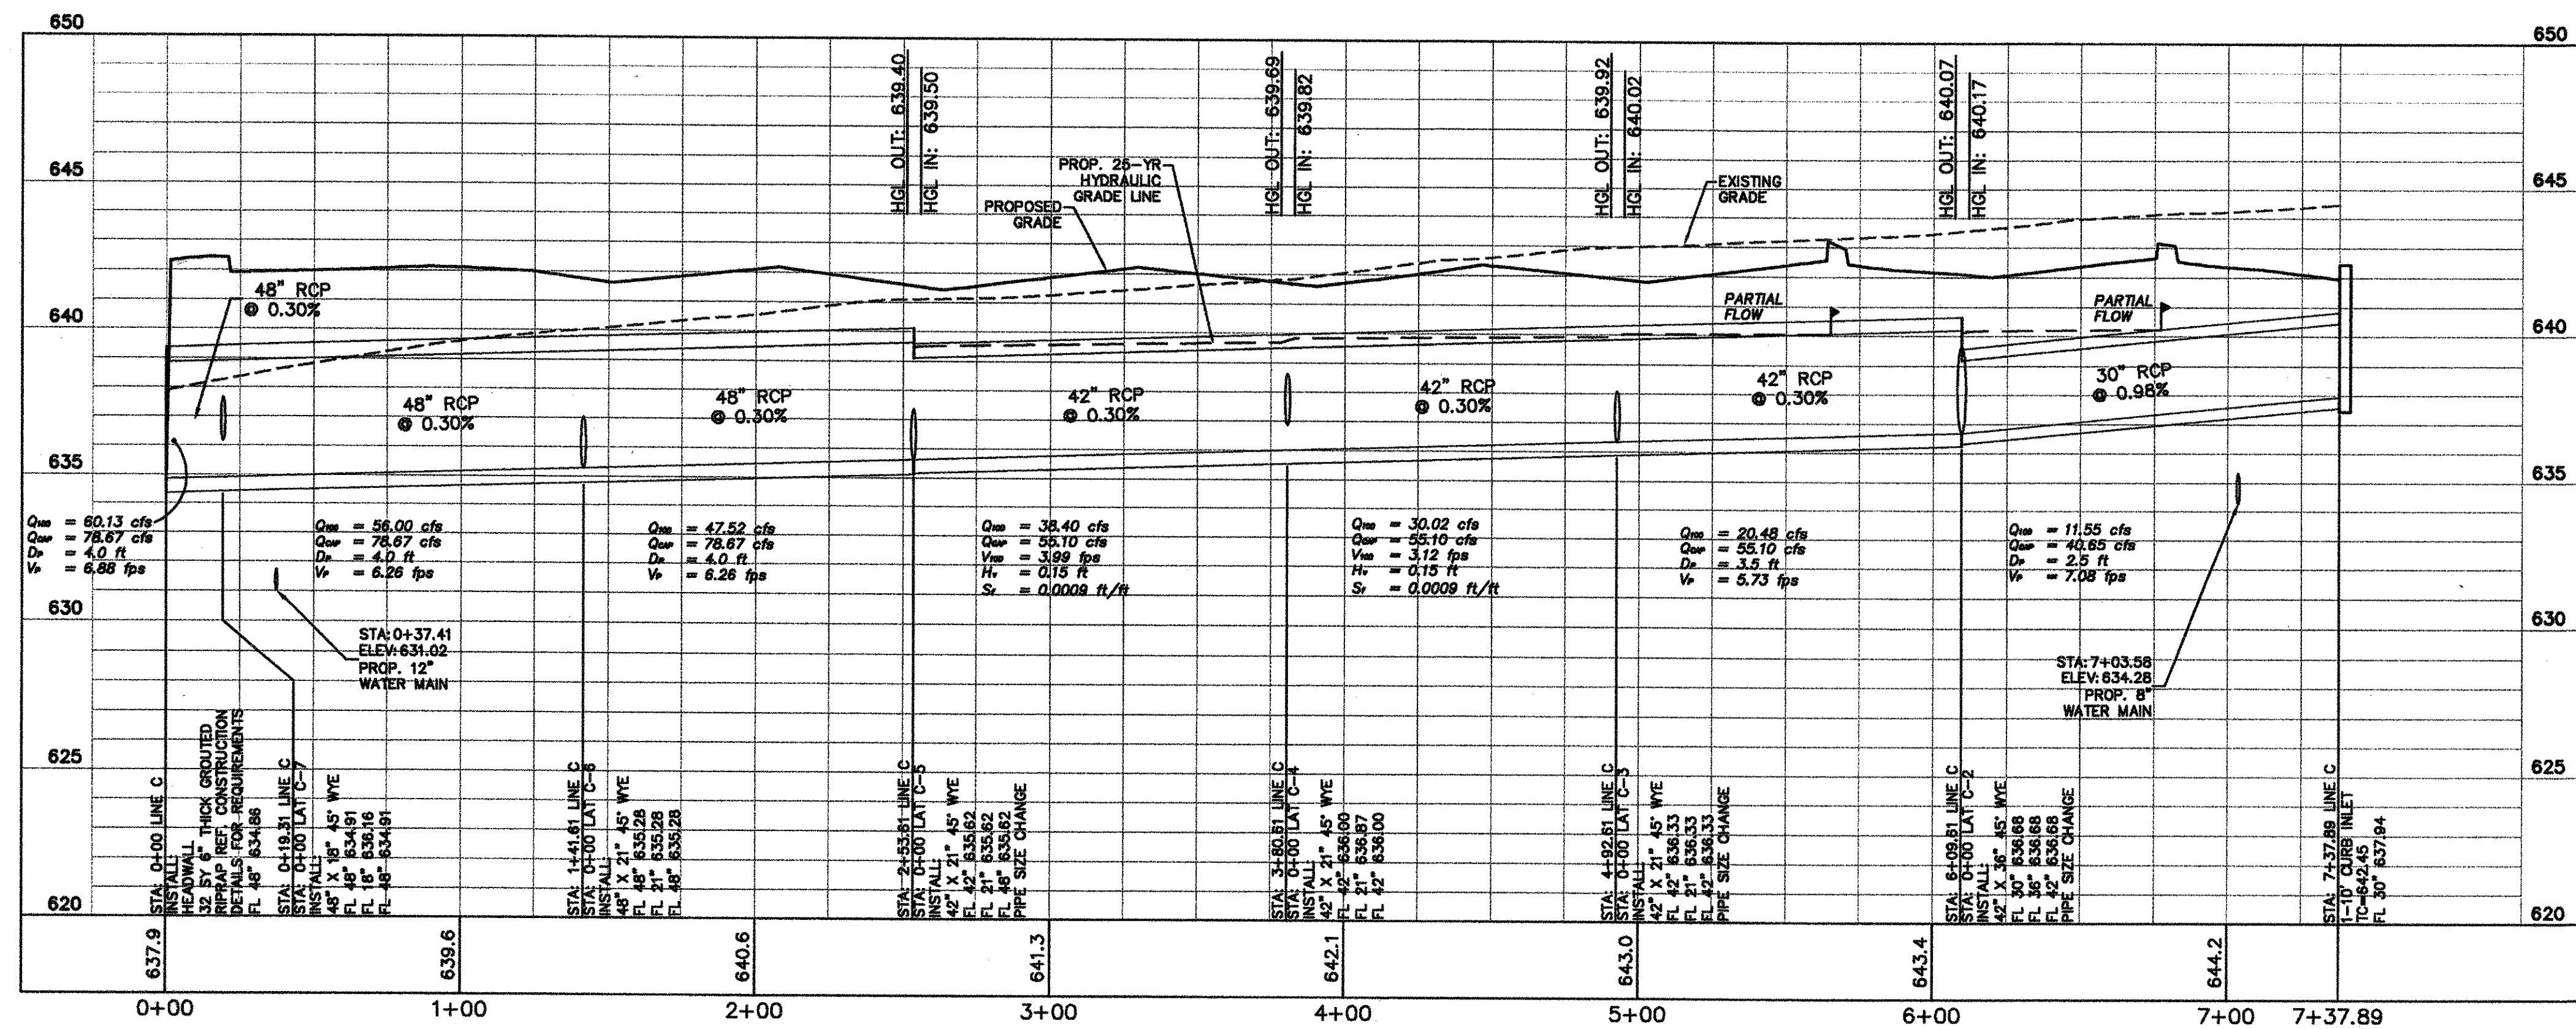 650
650
645
645
640
640
635
635
630
630
625
625
620
620
HGL OUT: 639.40
HGL IN: 639.50
HGL OUT: 639.69
HGL IN: 639.82
HGL OUT: 639.92
HGL IN: 640.02
HGL OUT: 640.07
HGL IN: 640.17
PROP. 25-YR
HYDRAULIC
GRADE LINE
PROPOSED
GRADE
EXISTING
GRADE
PARTIAL
FLOW
PARTIAL
FLOW
48" RCP
@ 0.30%
48" RCP
@ 0.30%
48" RCP
@ 0.30%
42" RCP
@ 0.30%
42" RCP
@ 0.30%
42" RCP
@ 0.30%
30" RCP
@ 0.98%
Q100 = 60.13 cfs
QCAP = 78.67 cfs
DP = 4.0 ft
VP = 6.88 fps
Q100 = 56.00 cfs
QCAP = 78.67 cfs
DP = 4.0 ft
VP = 6.26 fps
Q100 = 47.52 cfs
QCAP = 78.67 cfs
DP = 4.0 ft
VP = 6.26 fps
Q100 = 38.40 cfs
QCAP = 55.10 cfs
V100 = 3.99 fps
Hv = 0.15 ft
Sf = 0.0009 ft/ft
Q100 = 30.02 cfs
QCAP = 55.10 cfs
V100 = 3.12 fps
Hv = 0.15 ft
Sf = 0.0009 ft/ft
Q100 = 20.48 cfs
QCAP = 55.10 cfs
DP = 3.5 ft
VP = 5.73 fps
Q100 = 11.55 cfs
QCAP = 40.65 cfs
DP = 2.5 ft
VP = 7.08 fps
STA:0+37.41
ELEV:631.02
PROP. 12"
WATER MAIN
STA:7+03.58
ELEV:634.28
PROP. 8"
WATER MAIN
STA: 0+00 LINE C
INSTALL:
HEADWALL
32 SY 6" THICK GROUTED
RIPRAP REF. CONSTRUCTION
DETAILS FOR REQUIREMENTS
FL 48" 634.86
STA: 0+19.31 LINE C
STA: 0+00 LAT C-7
INSTALL:
48" X 18" 45° WYE
FL 48" 634.91
FL 18" 636.16
FL 48" 634.91
STA: 1+41.61 LINE C
STA: 0+00 LAT C-6
INSTALL:
48" X 21" 45° WYE
FL 48" 635.28
FL 21" 635.28
FL 48" 635.28
STA: 2+53.61 LINE C
STA: 0+00 LAT C-5
INSTALL:
42" X 21" 45° WYE
FL 42" 635.62
FL 21" 635.62
FL 48" 635.62
PIPE SIZE CHANGE
STA: 3+80.61 LINE C
STA: 0+00 LAT C-4
INSTALL:
42" X 21" 45° WYE
FL 42" 636.00
FL 21" 636.87
FL 42" 636.00
STA: 4+92.61 LINE C
STA: 0+00 LAT C-3
INSTALL:
42" X 21" 45° WYE
FL 42" 636.33
FL 21" 636.33
FL 42" 636.33
PIPE SIZE CHANGE
STA: 6+09.61 LINE C
STA: 0+00 LAT C-2
INSTALL:
42" X 36" 45° WYE
FL 30" 636.68
FL 36" 636.68
FL 42" 636.68
PIPE SIZE CHANGE
STA: 7+37.89 LINE C
1-10' CURB INLET
TC=642.45
FL 30" 637.94
637.9
639.6
640.6
641.3
642.1
643.0
643.4
644.2
0+00
1+00
2+00
3+00
4+00
5+00
6+00
7+00
7+37.89